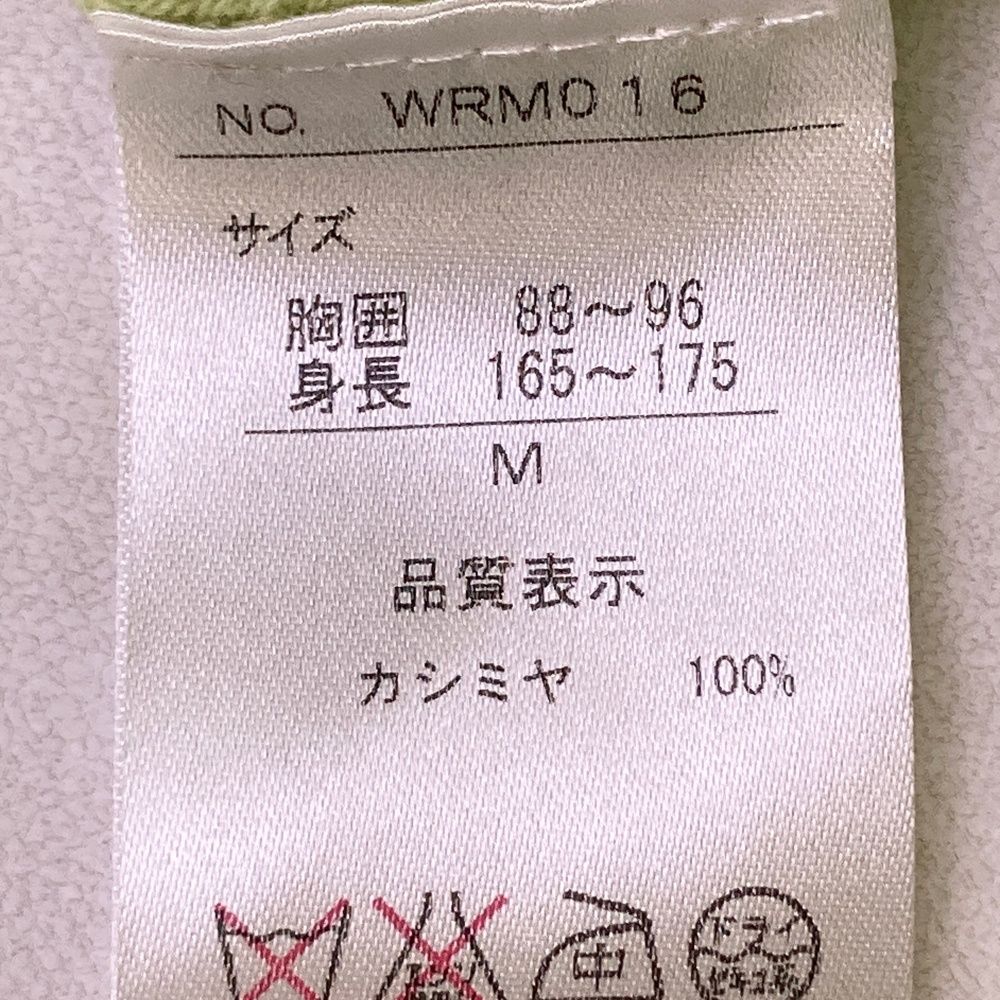 NO. WRM016
サイズ
胸囲 88～96
身長 165～175
M
品質表示
カシミヤ 100%
中 ドライ